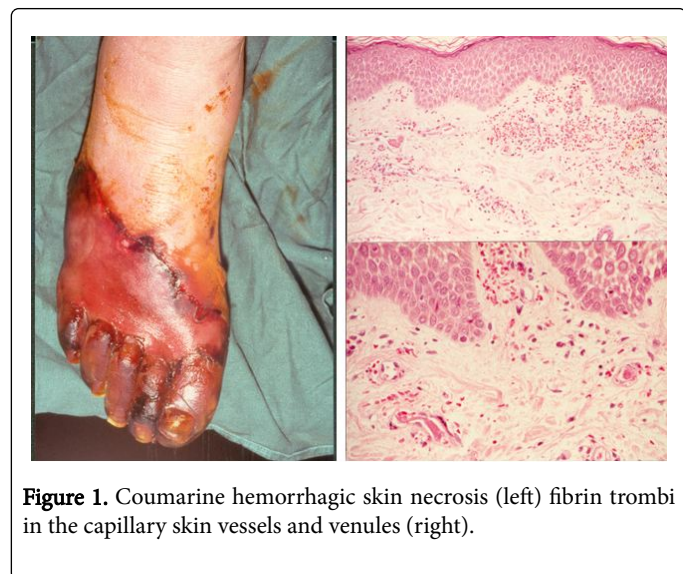 Figure 1. Coumarine hemorrhagic skin necrosis (left) fibrin trombi
in the capillary skin vessels and venules (right).